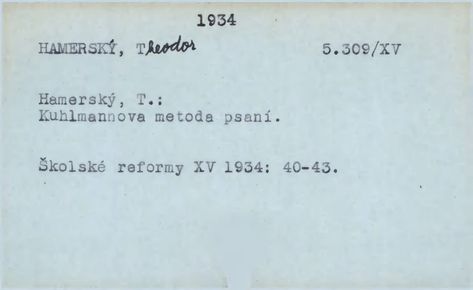 1934
HAMERSKÝ, Theodor 5.309/XV
Hamerský, T.:
Kuhlmannova metoda psaní.
Školské reformy XV 1934: 40-43.